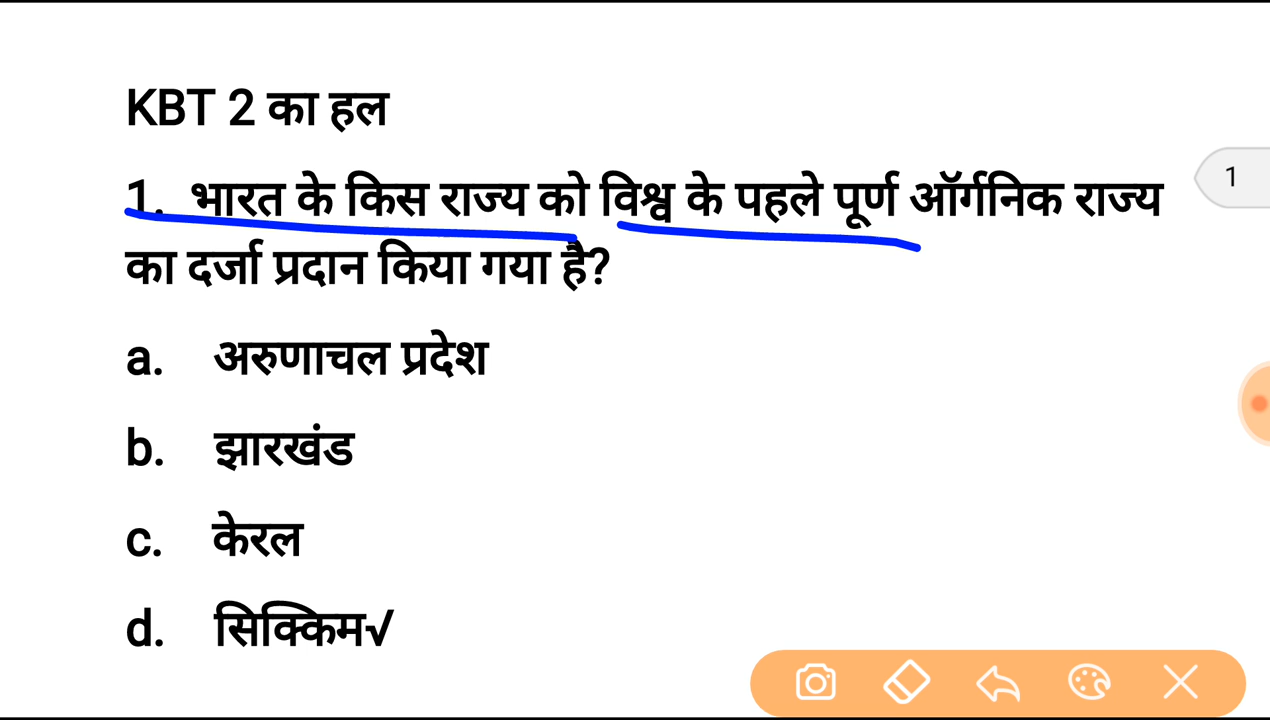 KBT 2 का हल
1. भारत के किस राज्य को विश्व के पहले पूर्ण ऑर्गनिक राज्य
का दर्जा प्रदान किया गया है?
a. अरुणाचल प्रदेश
b. झारखंड
c. केरल
d. सिक्किम√
1